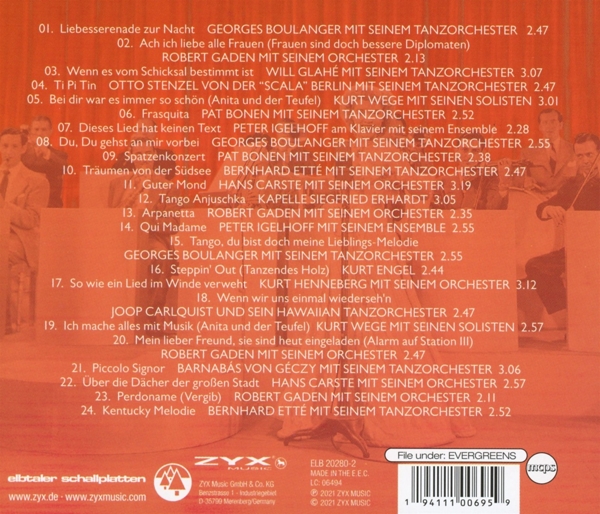 01. Liebesserenade zur Nacht GEORGES BOULANGER MIT SEINEM TANZORCHESTER 2.47
02. Ach ich liebe alle Frauen (Frauen sind doch bessere Diplomaten)
ROBERT GADEN MIT SEINEM ORCHESTER 2.13
03. Wenn es vom Schicksal bestimmt ist WILL GLAHÉ MIT SEINEM TANZORCHESTER 3.07
04. Ti Pi Tin OTTO STENZEL VON DER "SCALA" BERLIN MIT SEINEM TANZORCHESTER 2.42
05. Bei dir war es immer so schön (Anita und der Teufel) KURT WEGE MIT SEINEN SOLISTEN 3.01
06. Frasquita PAT BONEN MIT SEINEM TANZORCHESTER 2.52
07. Dieses Lied hat keinen Text PETER IGELHOFF am Klavier mit seinem Ensemble 2.28
08. Du, Du gehst an mir vorbei GEORGES BOULANGER MIT SEINEM TANZORCHESTER 2.55
09. Spatzenkonzert PAT BONEN MIT SEINEM TANZORCHESTER 2.38
10. Träumen von der Südsee BERNHARD ETTÉ MIT SEINEM TANZORCHESTER 2.47
11. Guter Mond HANS CARSTE MIT SEINEM ORCHESTER 3.19
12. Tango Anjuschka KAPELLE SIEGFRIED ERHARDT 3.05
13. Arpanetta ROBERT GADEN MIT SEINEM ORCHESTER 2.35
14. Qui Madame PETER IGELHOFF MIT SEINEM ENSEMBLE 2.55
15. Tango, du bist doch meine Lieblings-Melodie
GEORGES BOULANGER MIT SEINEM TANZORCHESTER 2.55
16. Steppin' Out (Tanzendes Holz) KURT ENGEL 2.44
17. So wie ein Lied im Winde verweht KURT HENNEBERG MIT SEINEM ORCHESTER 3.12
18. Wenn wir uns einmal wiederseh'n
JOOP CARLQUIST UND SEIN HAWAIIAN TANZORCHESTER 2.47
19. Ich mache alles mit Musik (Anita und der Teufel) KURT WEGE MIT SEINEN SOLISTEN 2.57
20. Mein lieber Freund, sie sind heut eingeladen (Alarm auf Station III)
ROBERT GADEN MIT SEINEM ORCHESTER 2.47
21. Piccolo Signor BARNABÁS VON GÉCZY MIT SEINEM TANZORCHESTER 3.06
22. Über die Dächer der großen Stadt HANS CARSTE MIT SEINEM ORCHESTER 2.57
23. Perdoname (Vergib) ROBERT GADEN MIT SEINEM ORCHESTER 2.11
24. Kentucky Melodie BERNHARD ETTÉ MIT SEINEM TANZORCHESTER 2.52
elbtaler schallplatten
www.zyx.de · www.zyxmusic.com
ZYX
MUSIC
ZYX MUSIC GmbH & Co. KG
Benzstrasse 1 - Industriegebiet
D-35799 Merenberg/Germany
ELB 20280-2
MADE IN THE E.E.C.
LC: 06494
℗ 2021 ZYX MUSIC
© 2021 ZYX MUSIC
File under: EVERGREENS
1 94111 00695 9
mcps